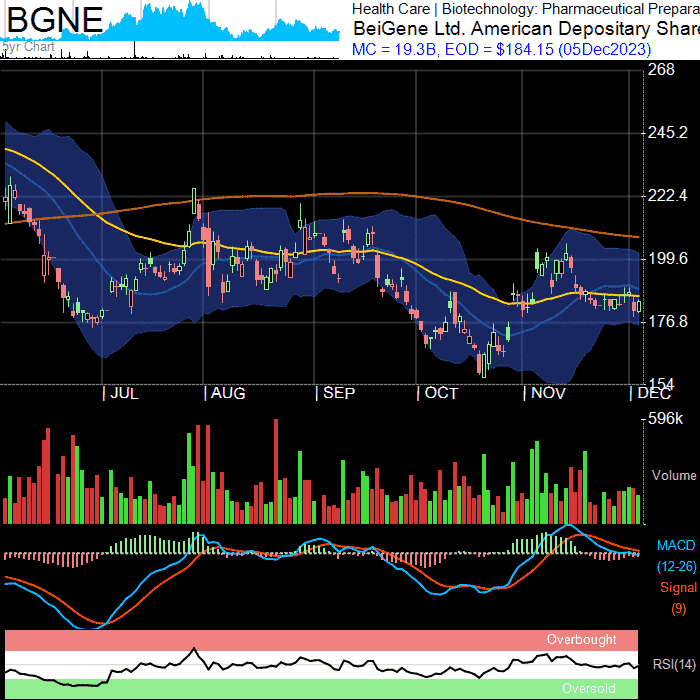 BGNE
5yr Chart
Health Care | Biotechnology: Pharmaceutical Prepara
BeiGene Ltd. American Depositary Share
MC = 19.3B, EOD = $184.15 (05Dec2023)
268
245.2
222.4
199.6
176.8
154
| JUL | AUG | SEP | OCT | NOV | DEC
596k
Volume
MACD
(12-26)
Signal
(9)
Overbought
RSI(14)
Oversold